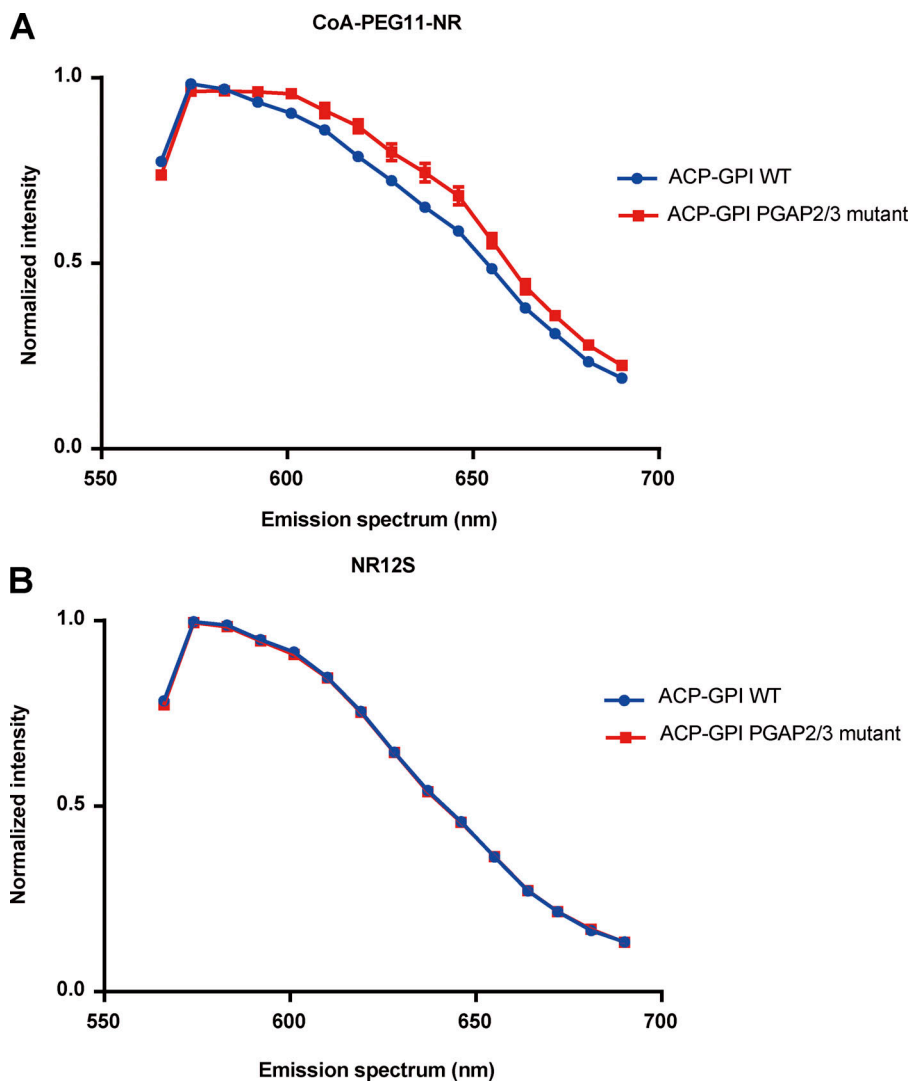 A
CoA-PEG11-NR
1.0
0.5
0.0
Normalized intensity
550
600
650
700
Emission spectrum (nm)
ACP-GPI WT
ACP-GPI PGAP2/3 mutant
B
NR12S
1.0
0.5
0.0
Normalized intensity
550
600
650
700
Emission spectrum (nm)
ACP-GPI WT
ACP-GPI PGAP2/3 mutant